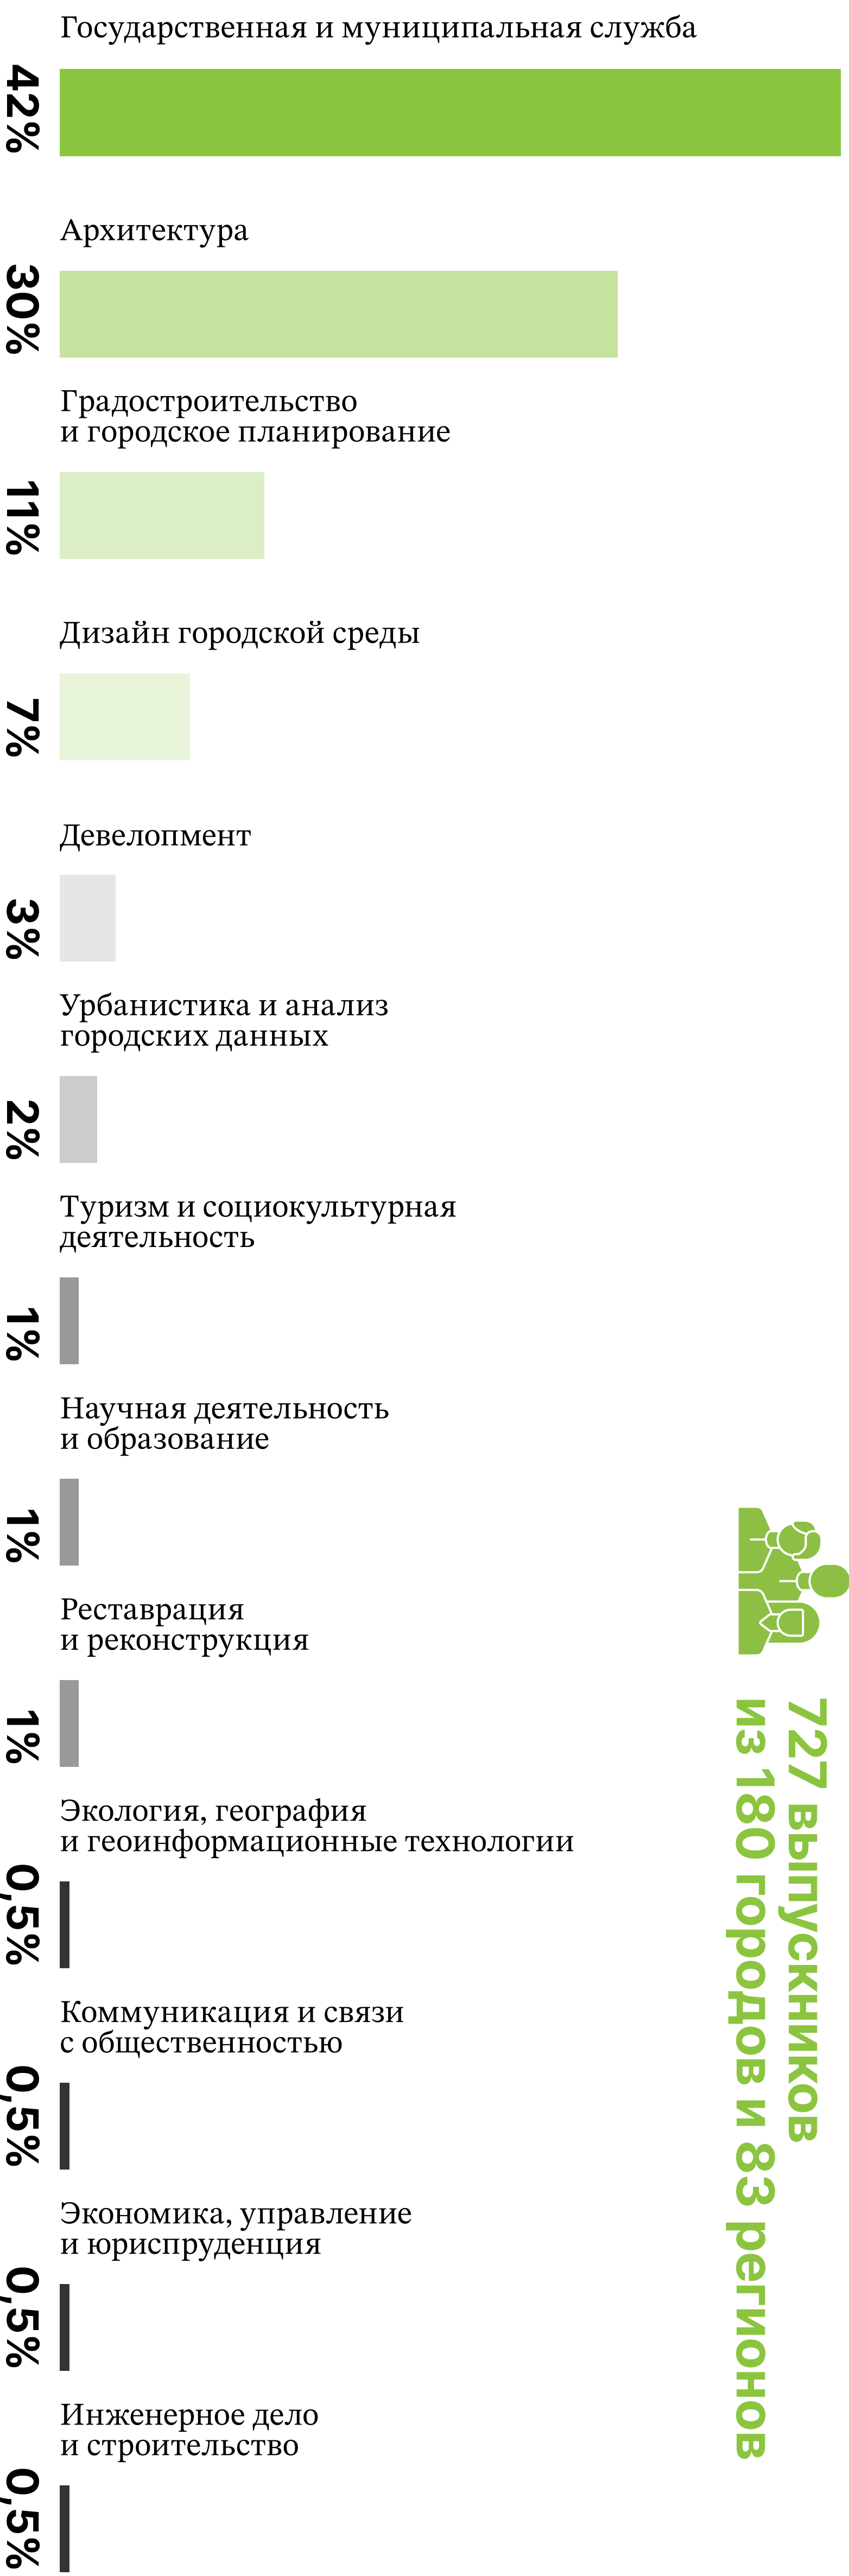 Государственная и муниципальная служба
42%
Архитектура
30%
Градостроительство
и городское планирование
11%
Дизайн городской среды
7%
Девелопмент
3%
Урбанистика и анализ
городских данных
2%
Туризм и социокультурная
деятельность
1%
Научная деятельность
и образование
1%
Реставрация
и реконструкция
1%
Экология, география
и геоинформационные технологии
0,5%
Коммуникация и связи
с общественностью
0,5%
Экономика, управление
и юриспруденция
0,5%
Инженерное дело
и строительство
0,5%
727 выпускников
из 180 городов и 83 регионов